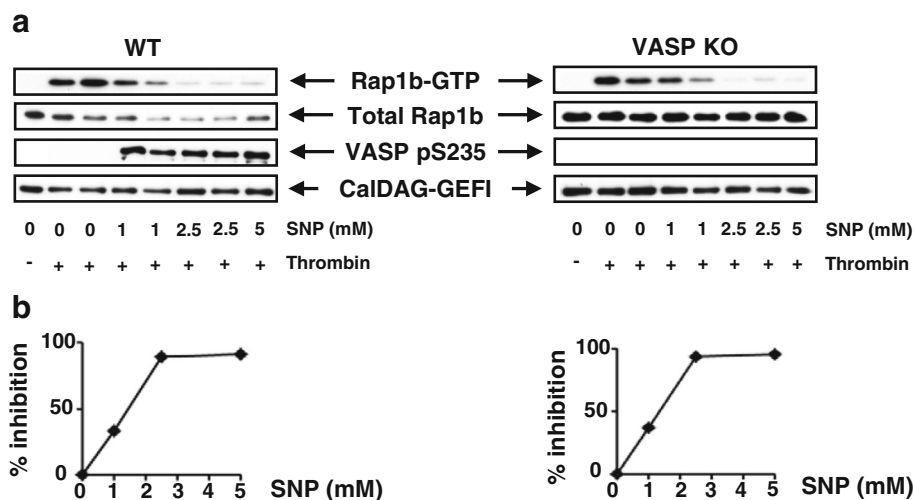 a
WT
VASP KO
Rap1b-GTP
Total Rap1b
VASP pS235
CalDAG-GEFI
0 0 0 1 1 2.5 2.5 5 SNP (mM) 0 0 0 1 1 2.5 2.5 5
- + + + + + + + Thrombin - + + + + + + +
b
% inhibition
100
50
0
0 1 2 3 4 5 SNP (mM)
% inhibition
100
50
0
0 1 2 3 4 5 SNP (mM)